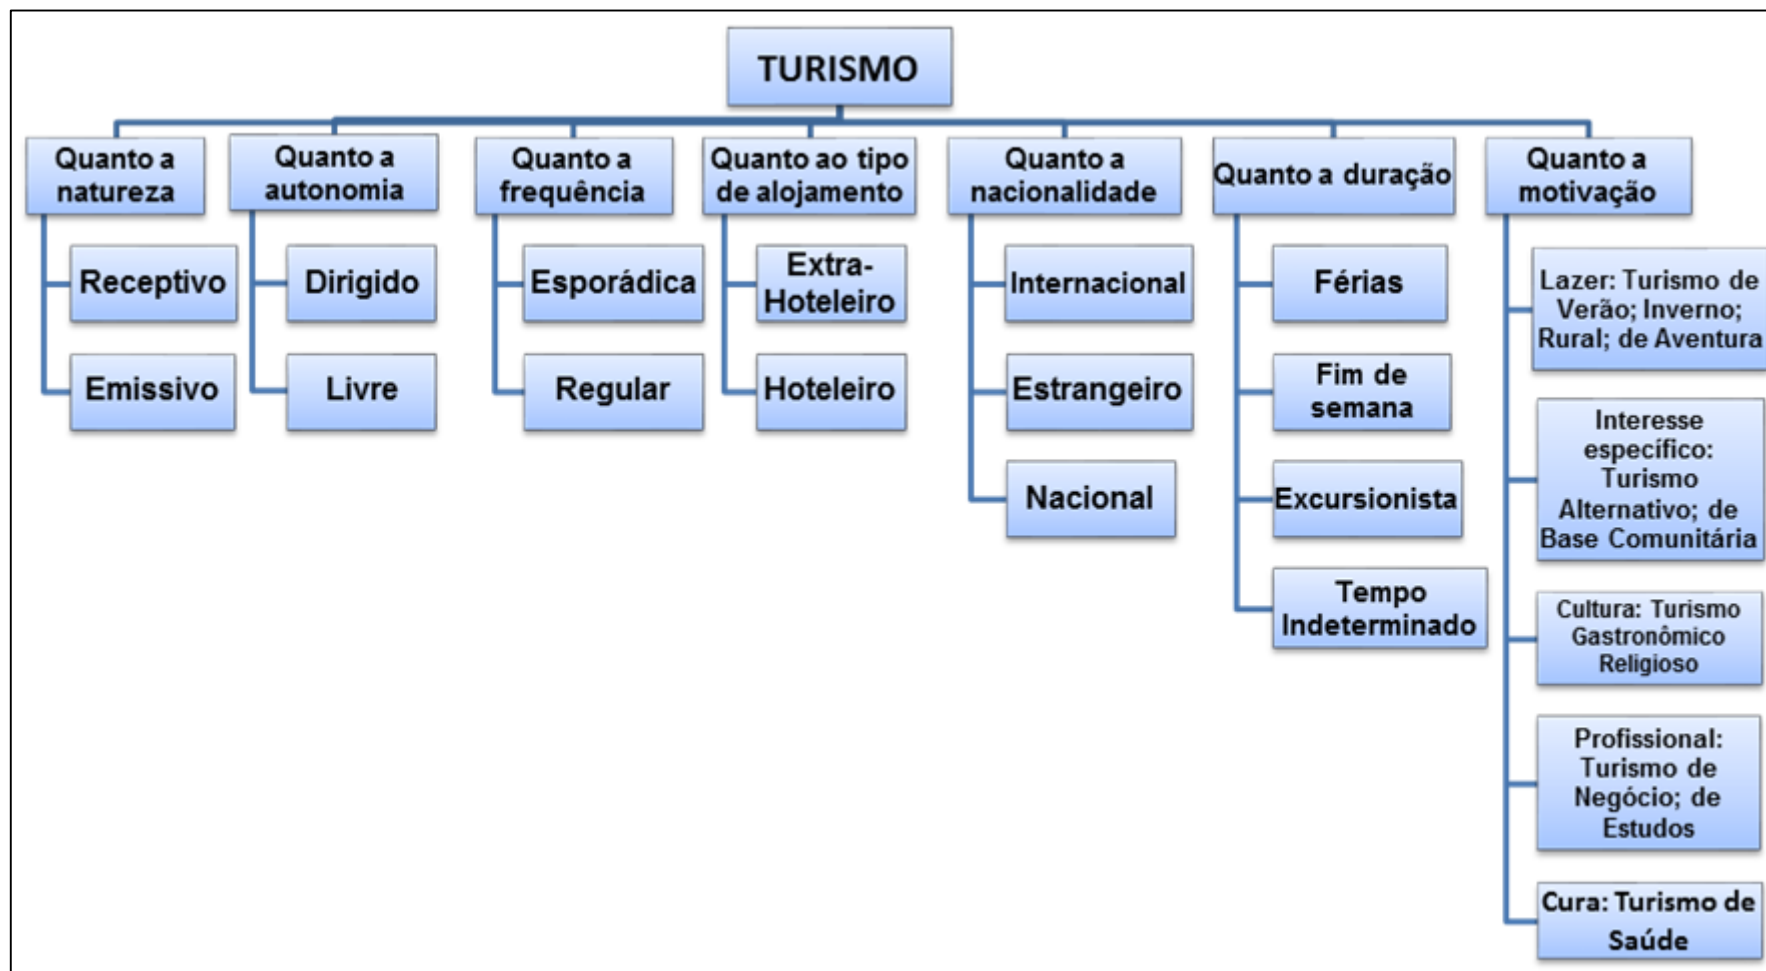 TURISMO
Quanto a
natureza
Receptivo
Emissivo
Quanto a
autonomia
Dirigido
Livre
Quanto a
frequência
Esporádica
Regular
Quanto ao tipo
de alojamento
Extra-
Hoteleiro
Hoteleiro
Quanto a
nacionalidade
Internacional
Estrangeiro
Nacional
Quanto a duração
Férias
Fim de
semana
Excursionista
Tempo
Indeterminado
Quanto a
motivação
Lazer: Turismo de
Verão; Inverno;
Rural; de Aventura
Interesse
específico:
Turismo
Alternativo; de
Base Comunitária
Cultura: Turismo
Gastronômico
Religioso
Profissional:
Turismo de
Negócio; de
Estudos
Cura: Turismo de
Saúde